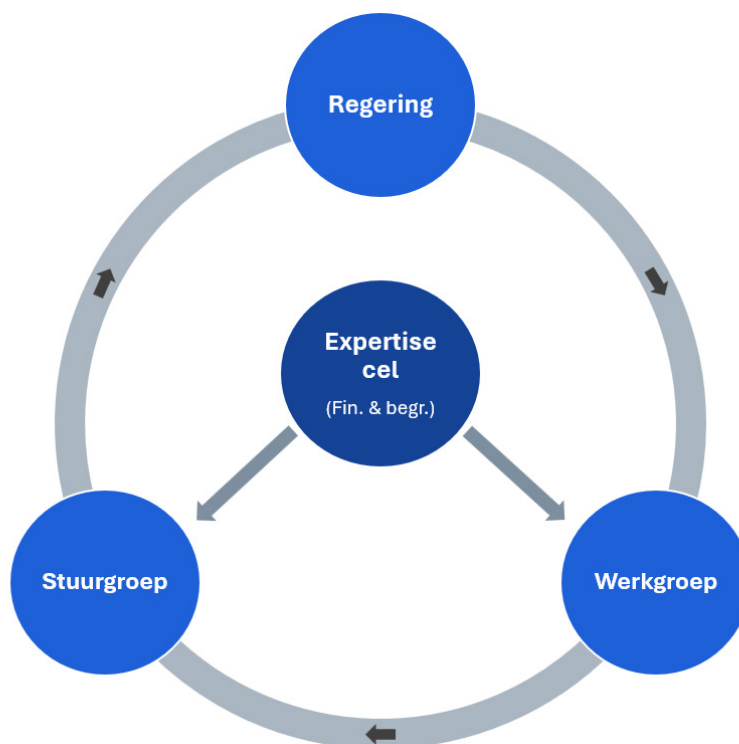 Regering
Expertise
cel
(Fin. & begr.)
Stuurgroep
Werkgroep